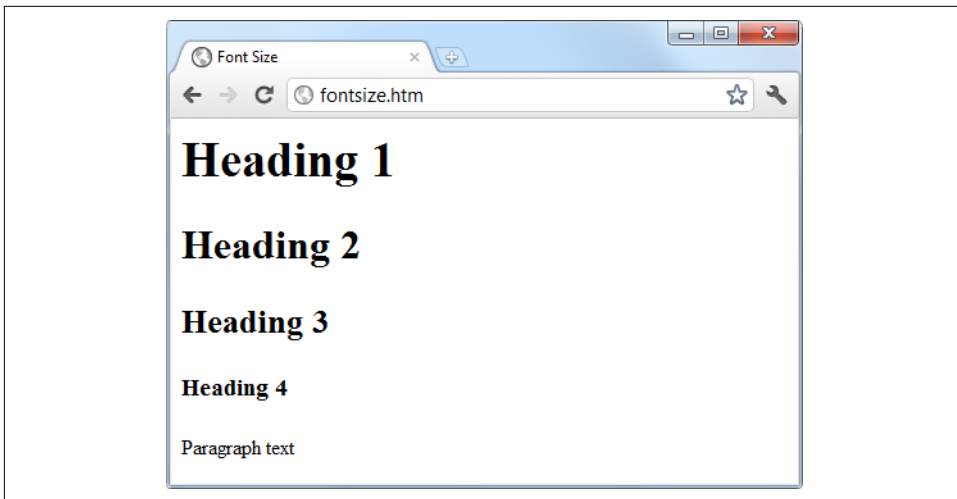 Font Size
fontsize.htm
Heading 1
Heading 2
Heading 3
Heading 4
Paragraph text